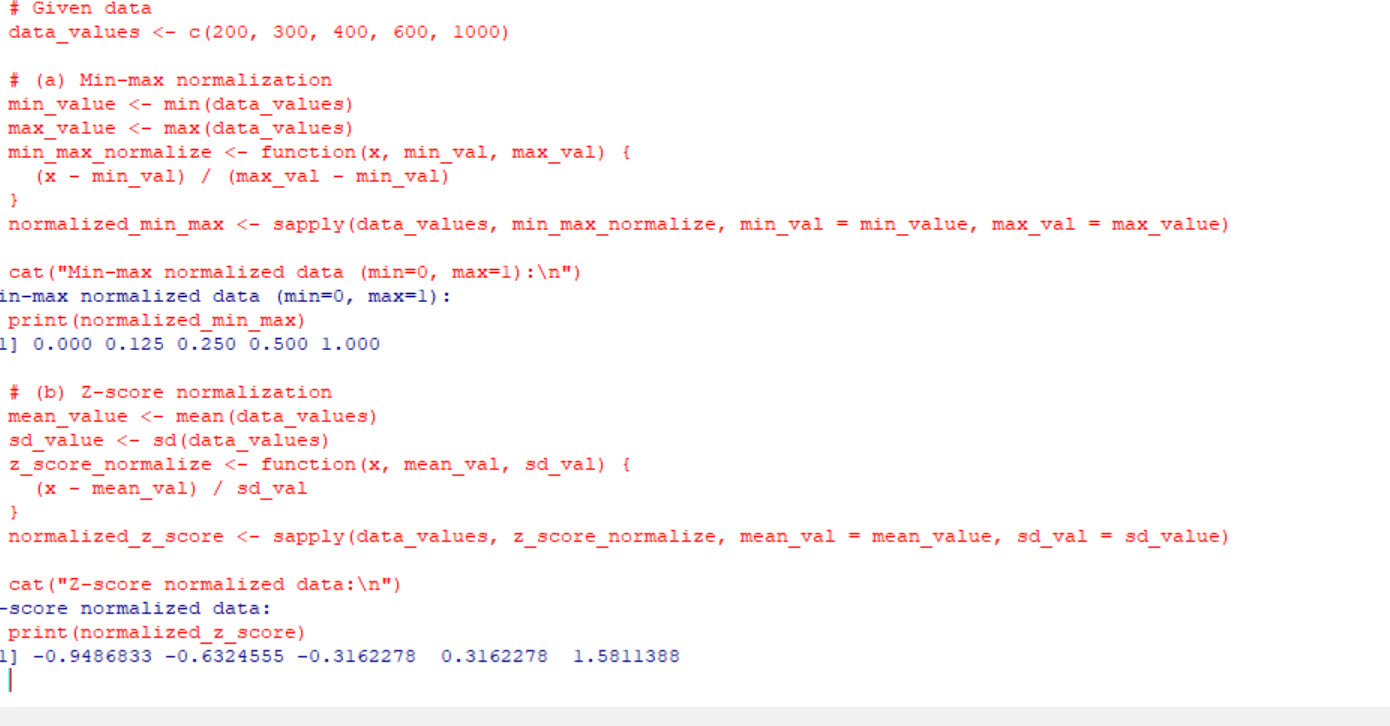 # Given data
data_values <- c(200, 300, 400, 600, 1000)
# (a) Min-max normalization
min_value <- min(data_values)
max_value <- max(data_values)
min_max_normalize <- function(x, min_val, max_val) {
(x - min_val) / (max_val - min_val)
}
normalized_min_max <- sapply(data_values, min_max_normalize, min_val = min_value, max_val = max_value)
cat("Min-max normalized data (min=0, max=1):\n")
in-max normalized data (min=0, max=1):
print(normalized_min_max)
1] 0.000 0.125 0.250 0.500 1.000
# (b) Z-score normalization
mean_value <- mean(data_values)
sd_value <- sd(data_values)
z_score_normalize <- function(x, mean_val, sd_val) {
(x - mean_val) / sd_val
}
normalized_z_score <- sapply(data_values, z_score_normalize, mean_val = mean_value, sd_val = sd_value)
cat("Z-score normalized data:\n")
-score normalized data:
print(normalized_z_score)
1] -0.9486833 -0.6324555 -0.3162278 0.3162278 1.5811388